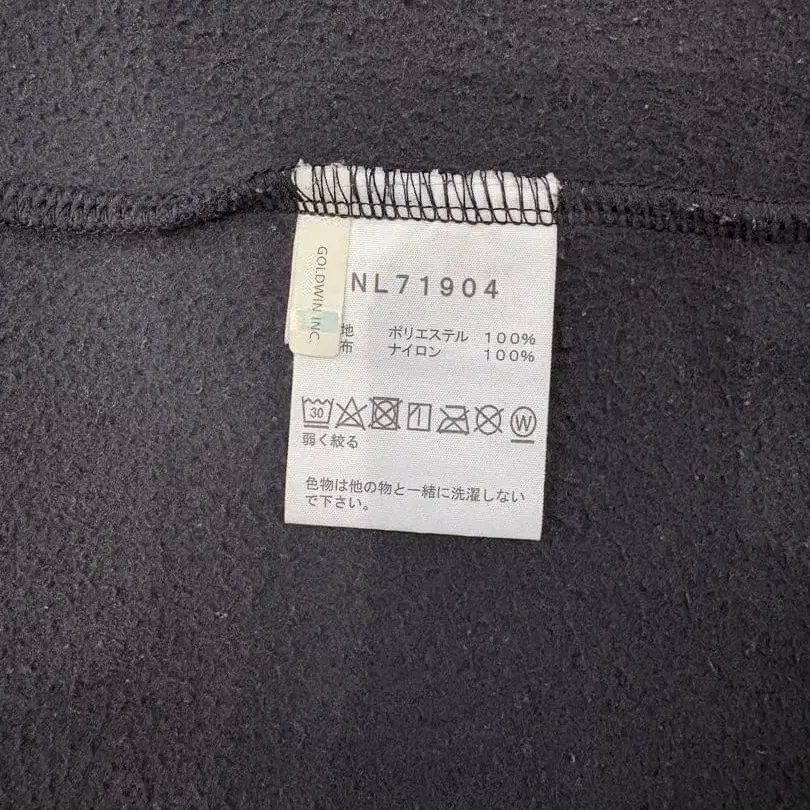 GOLDWIN INC.
NL71904
地 ポリエステル 100%
布 ナイロン 100%
30 W
弱く絞る
色物は他の物と一緒に洗濯しない
で下さい。